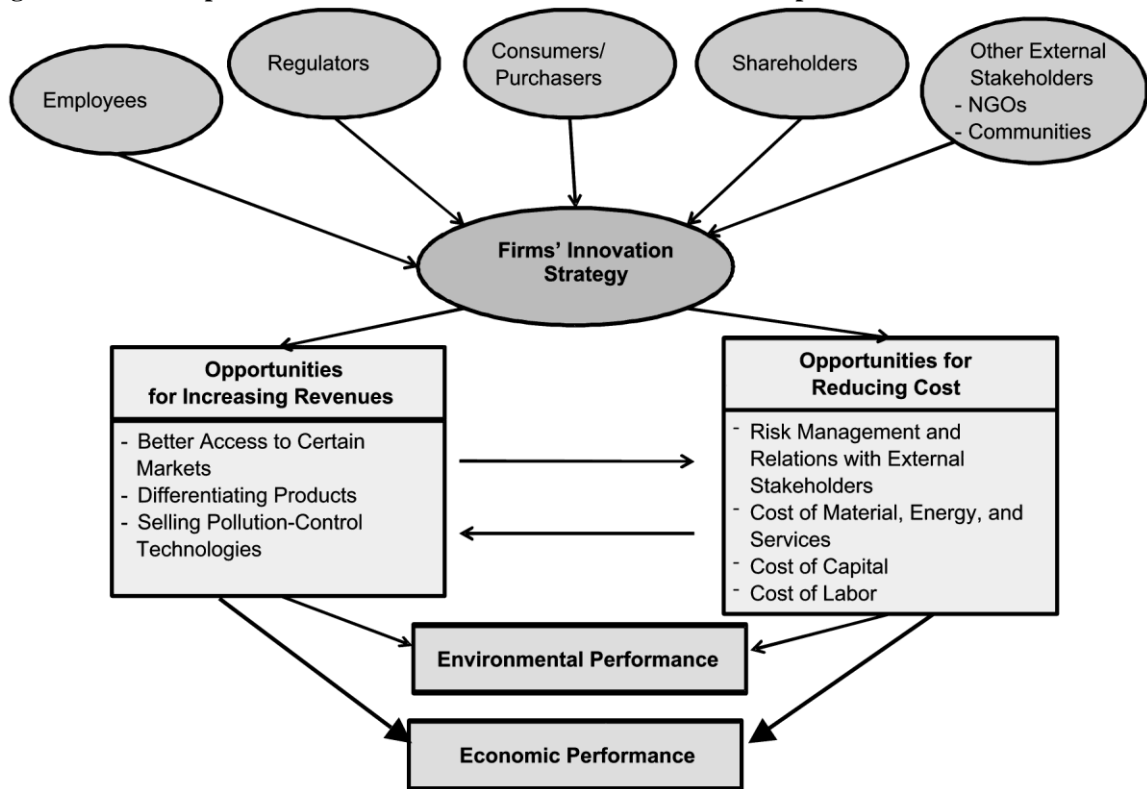 Employees
Regulators
Consumers/
Purchasers
Shareholders
Other External
Stakeholders
- NGOs
- Communities
Firms’ Innovation
Strategy
Opportunities
for Increasing Revenues
- Better Access to Certain
Markets
- Differentiating Products
- Selling Pollution-Control
Technologies
Opportunities for
Reducing Cost
- Risk Management and
Relations with External
Stakeholders
- Cost of Material, Energy, and
Services
- Cost of Capital
- Cost of Labor
Environmental Performance
Economic Performance